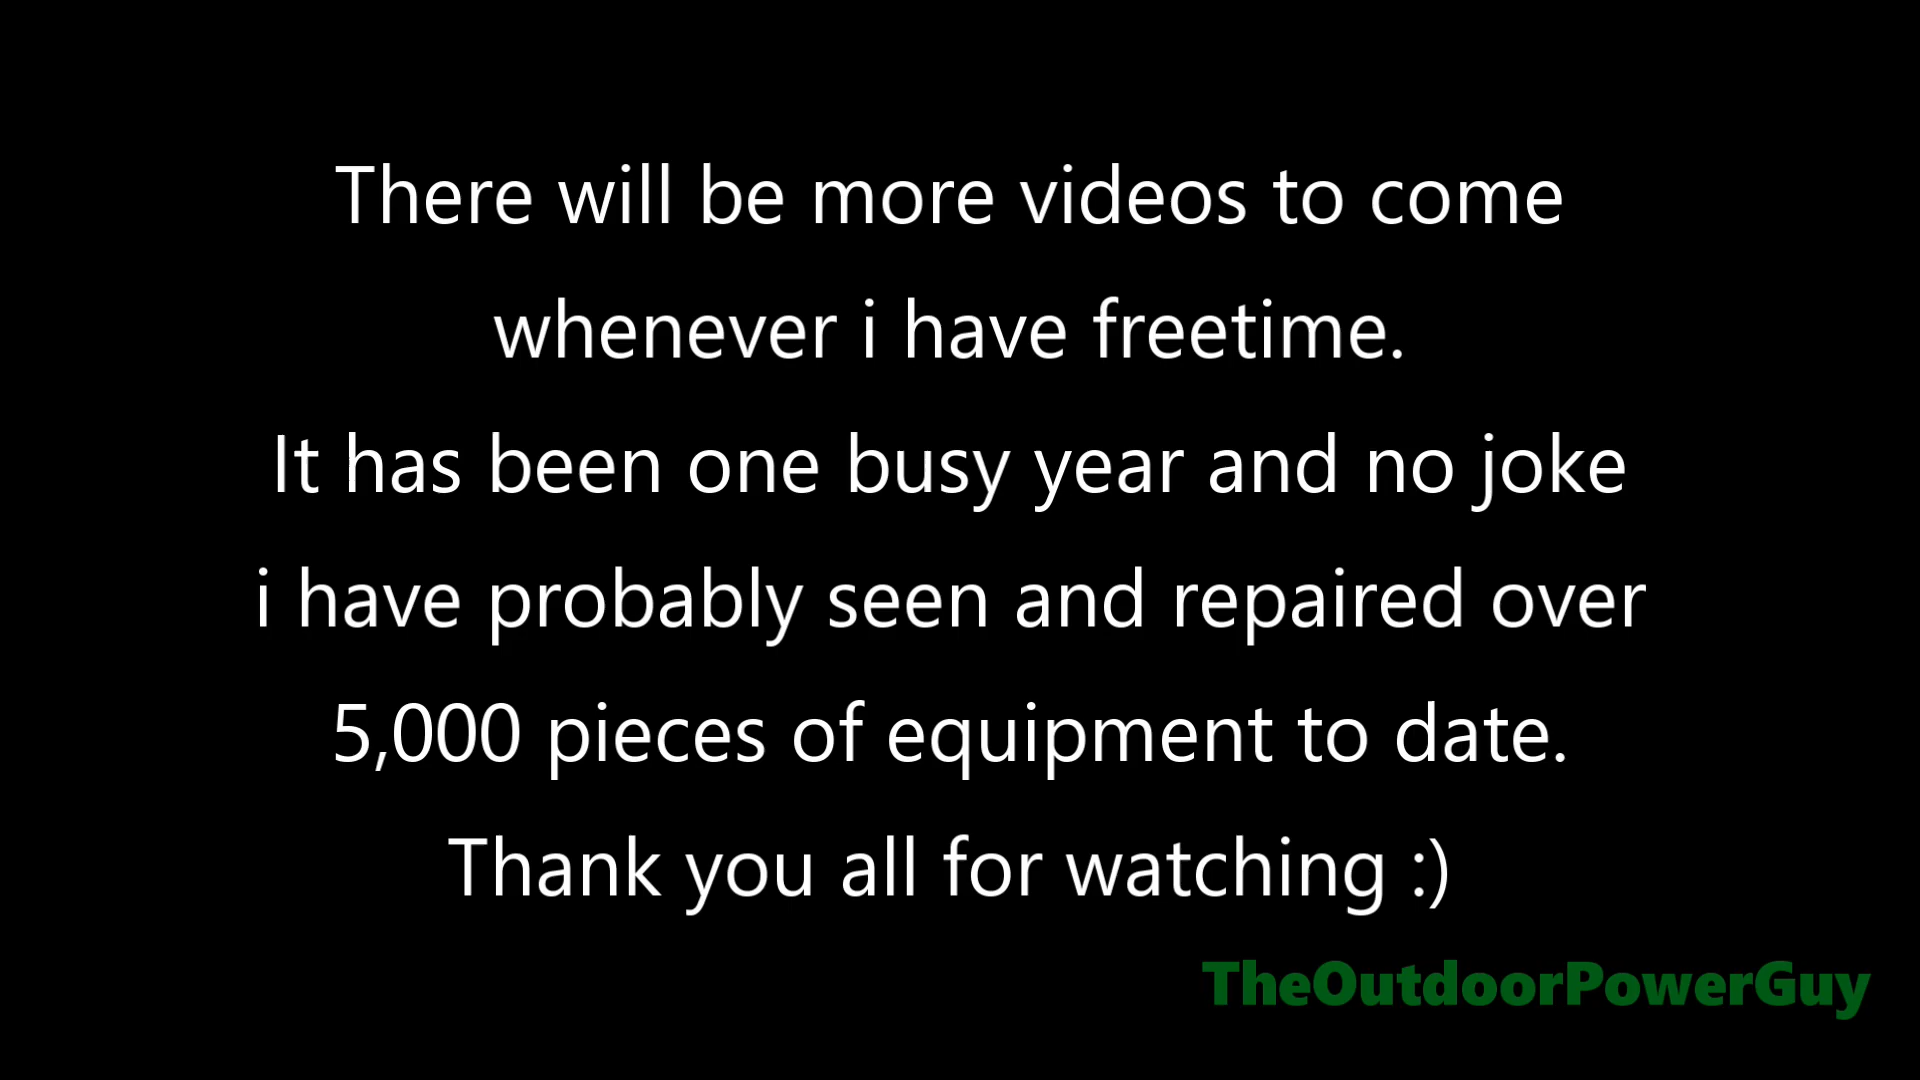 There will be more videos to come
whenever i have freetime.
It has been one busy year and no joke
i have probably seen and repaired over
5,000 pieces of equipment to date.
Thank you all for watching :)
TheOutdoorPowerGuy